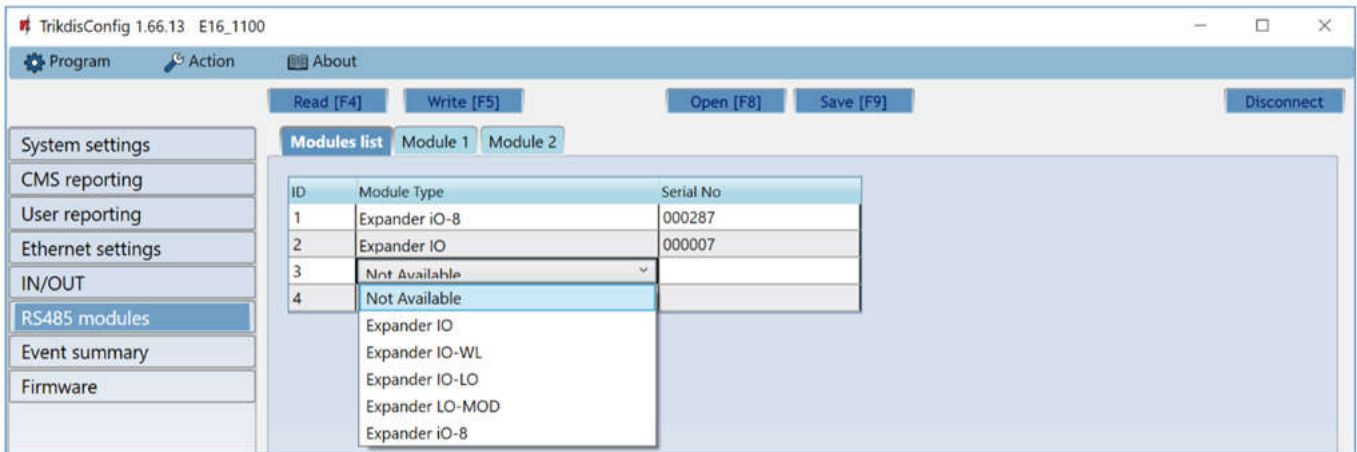 TrikdisConfig 1.66.13 E16_1100
Program Action About
Read [F4] Write [F5] Open [F8] Save [F9] Disconnect
System settings
CMS reporting
User reporting
Ethernet settings
IN/OUT
RS485 modules
Event summary
Firmware
Modules list Module 1 Module 2
ID Module Type Serial No
1 Expander iO-8 000287
2 Expander IO 000007
3 Not Available
4 Not Available
Expander IO
Expander IO-WL
Expander IO-LO
Expander LO-MOD
Expander iO-8